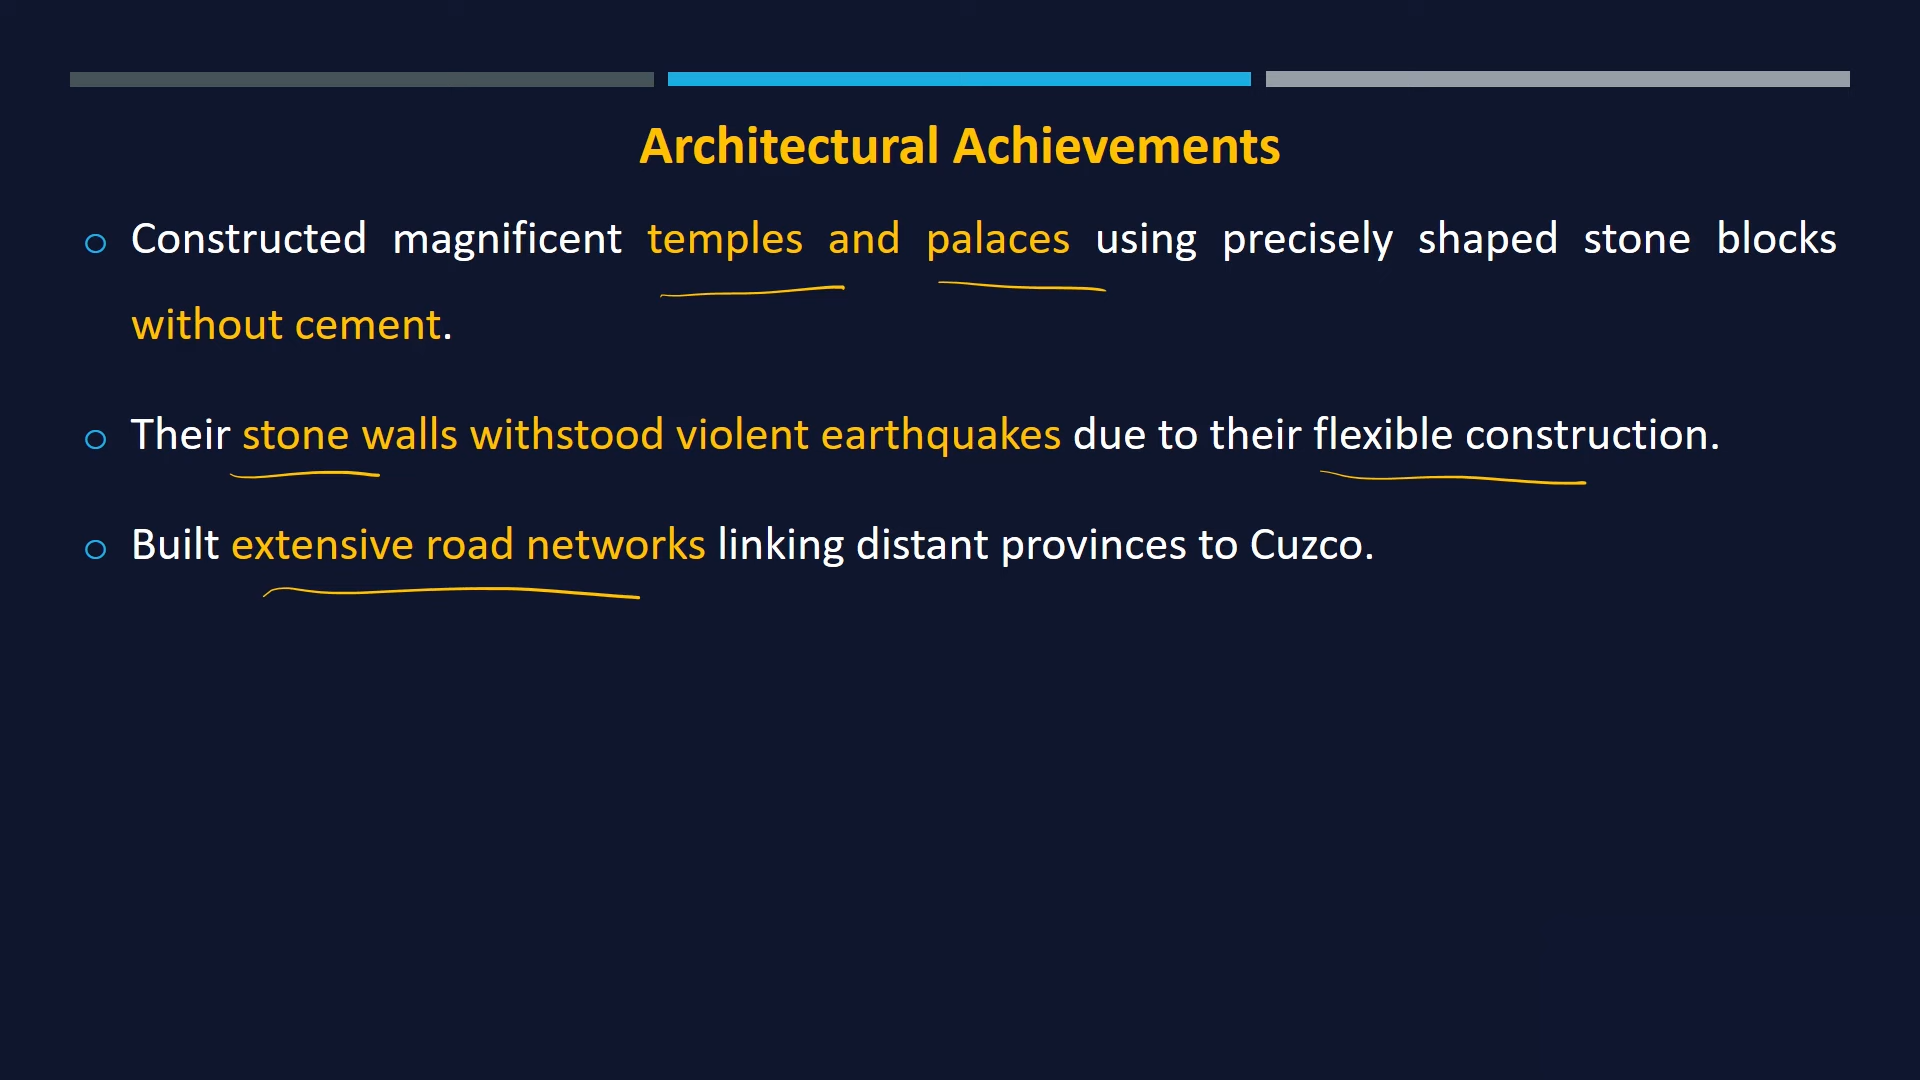 Architectural Achievements
Constructed magnificent temples and palaces using precisely shaped stone blocks
without cement.
Their stone walls withstood violent earthquakes due to their flexible construction.
Built extensive road networks linking distant provinces to Cuzco.